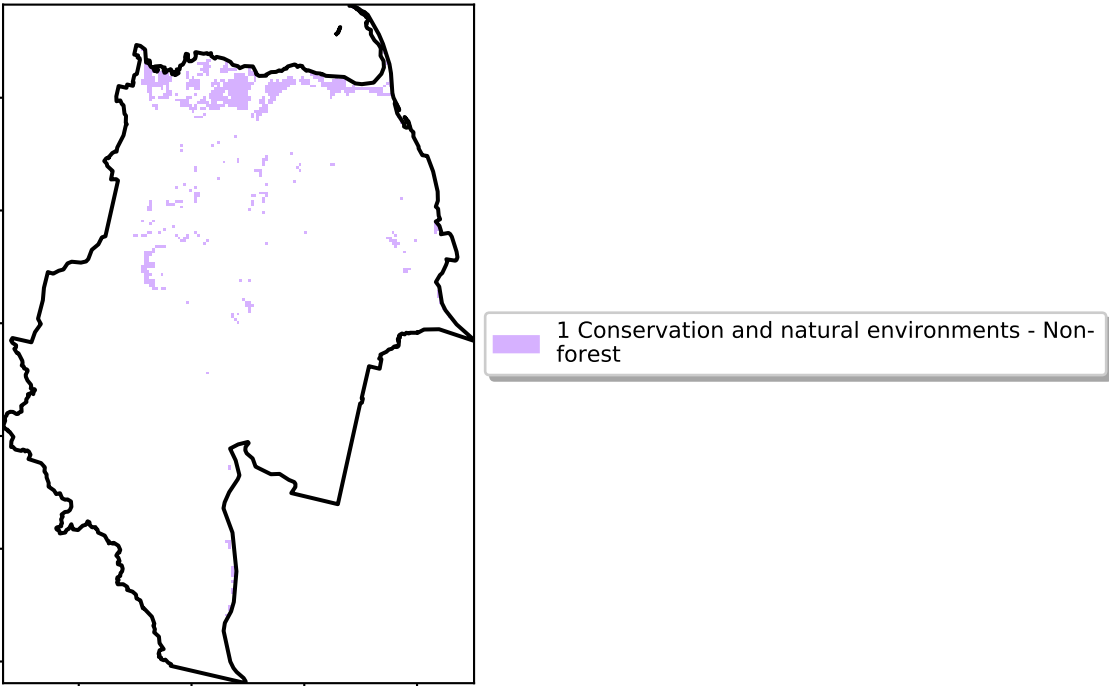 1 Conservation and natural environments - Non-
forest